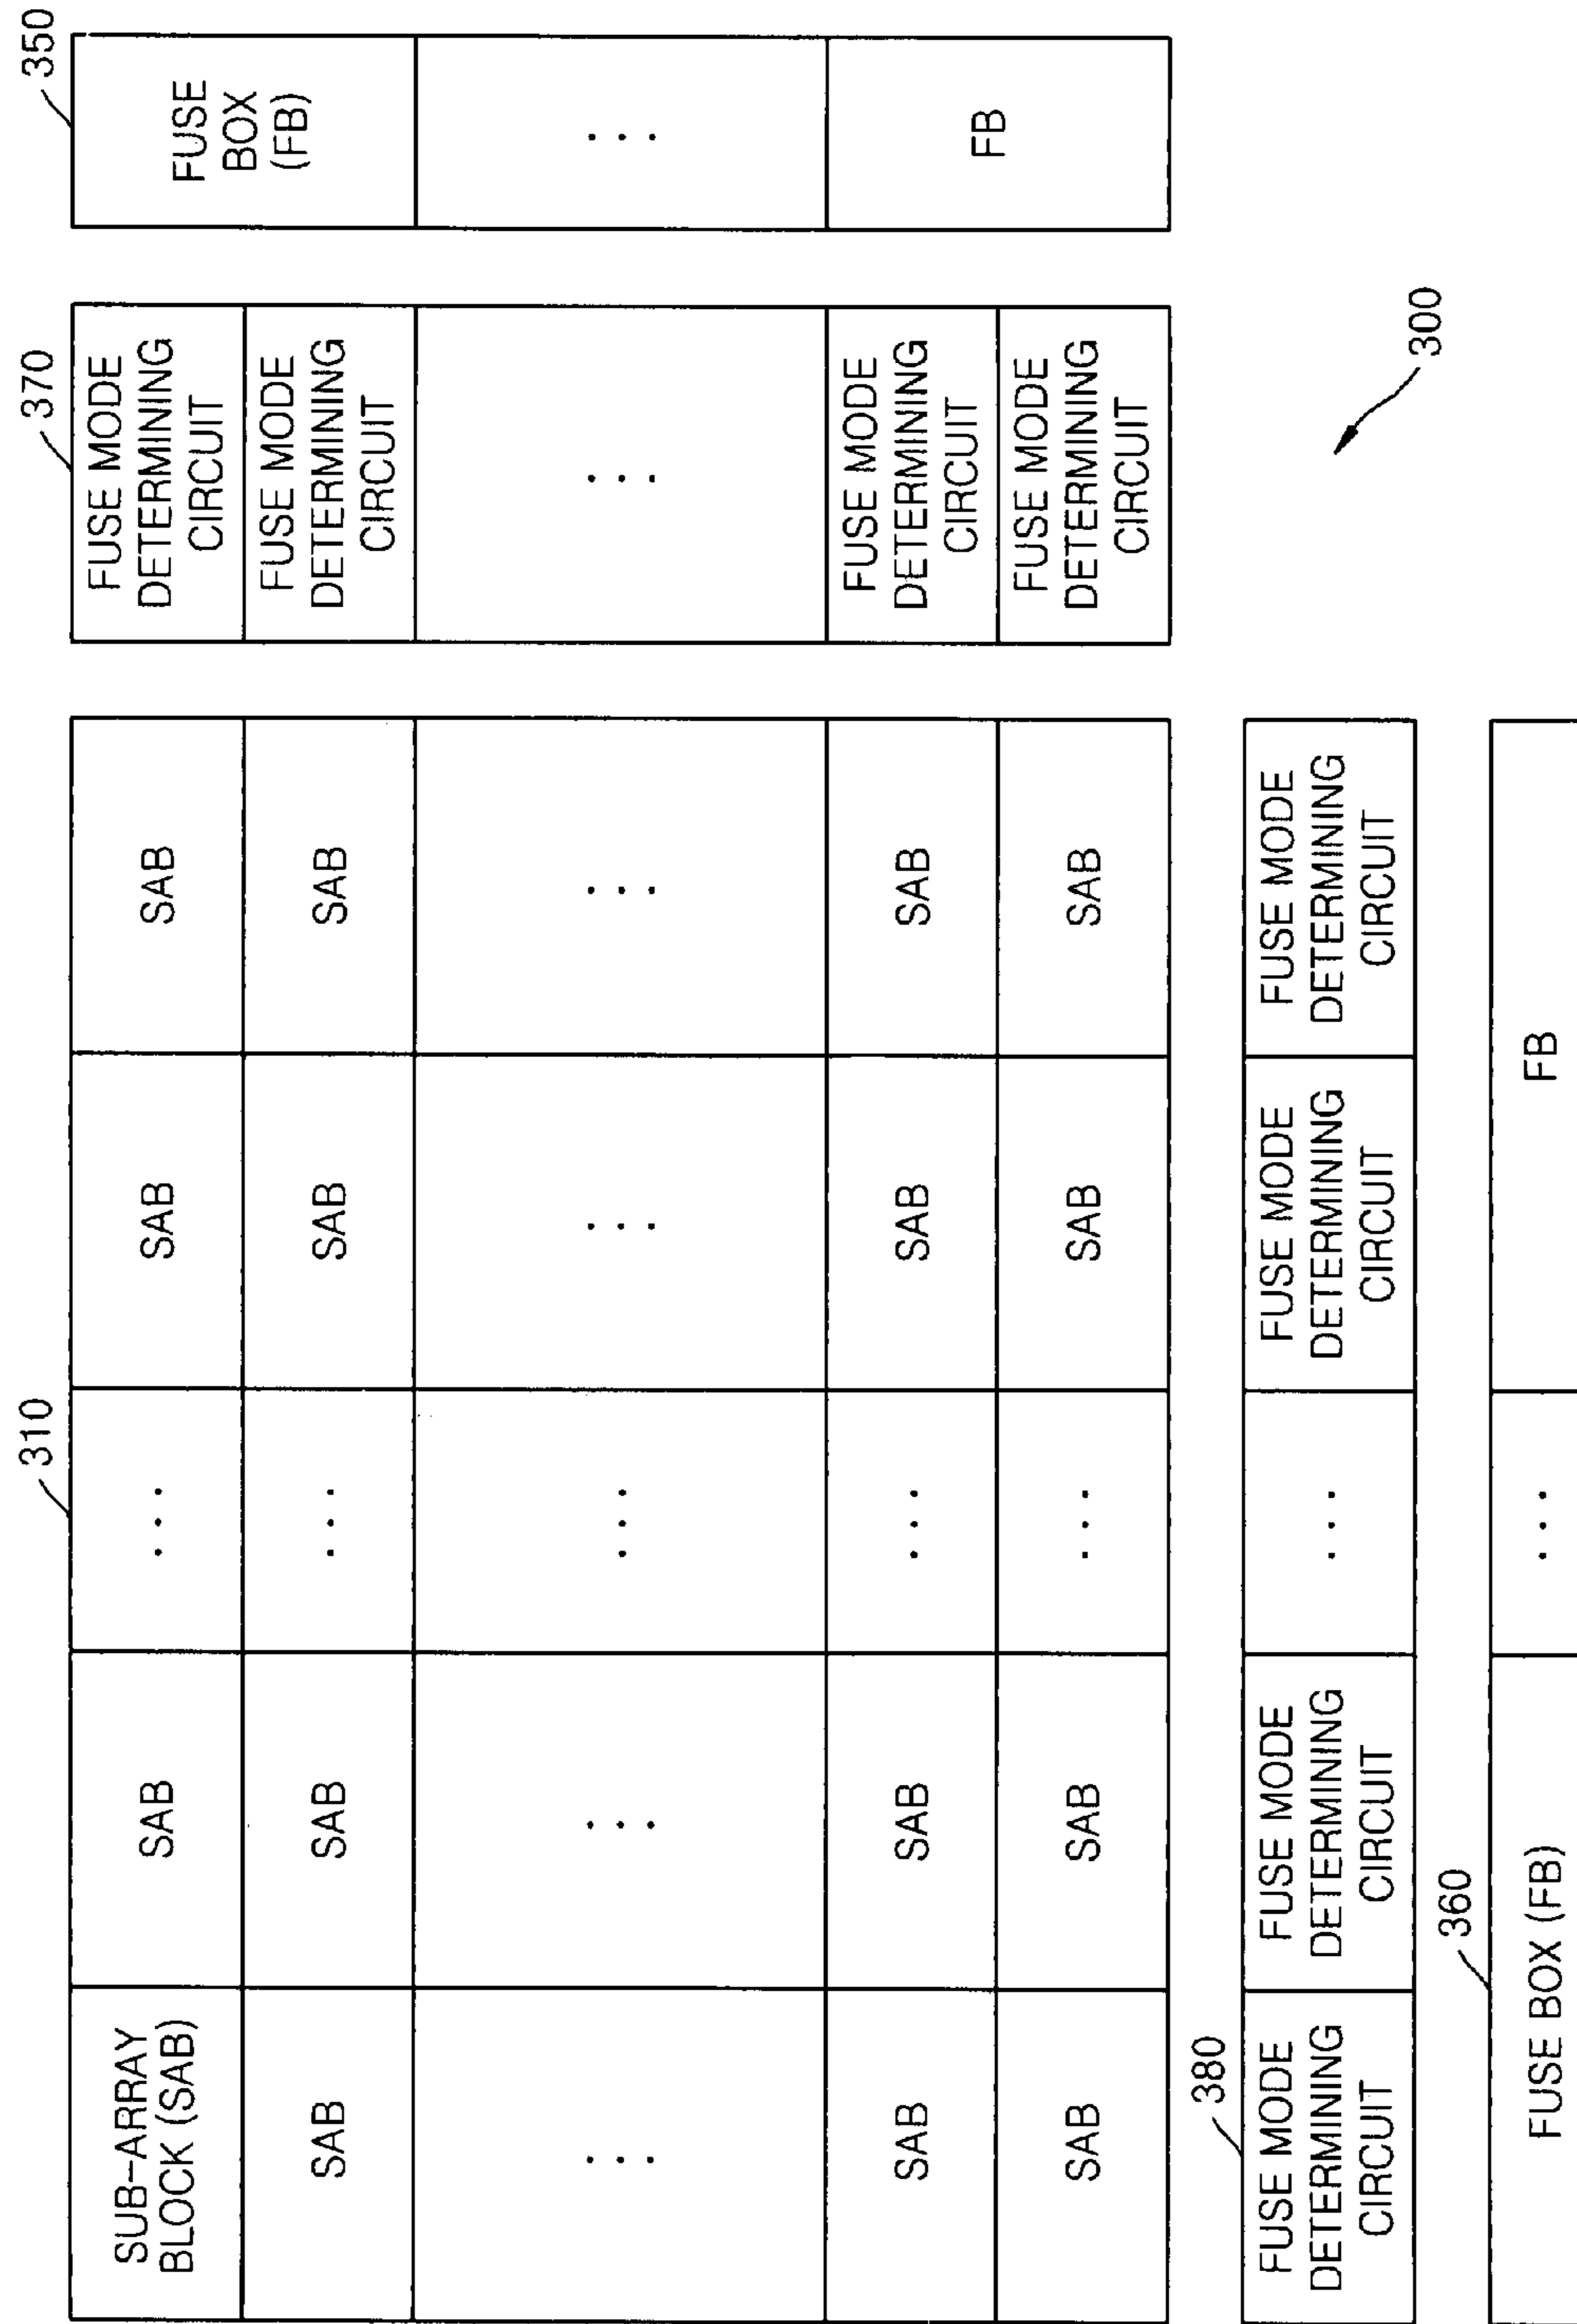 310
370
350
SUB-ARRAY
BLOCK (SAB)
SAB
. . .
SAB
SAB
FUSE MODE
DETERMINING
CIRCUIT
FUSE
BOX
(FB)
SAB
SAB
. . .
SAB
SAB
FUSE MODE
DETERMINING
CIRCUIT
. . .
. . .
. . .
. . .
. . .
. . .
. . .
SAB
SAB
. . .
SAB
SAB
FUSE MODE
DETERMINING
CIRCUIT
FB
SAB
SAB
. . .
SAB
SAB
FUSE MODE
DETERMINING
CIRCUIT
380
FUSE MODE
DETERMINING
CIRCUIT
FUSE MODE
DETERMINING
CIRCUIT
. . .
FUSE MODE
DETERMINING
CIRCUIT
FUSE MODE
DETERMINING
CIRCUIT
300
360
FUSE BOX (FB)
. . .
FB